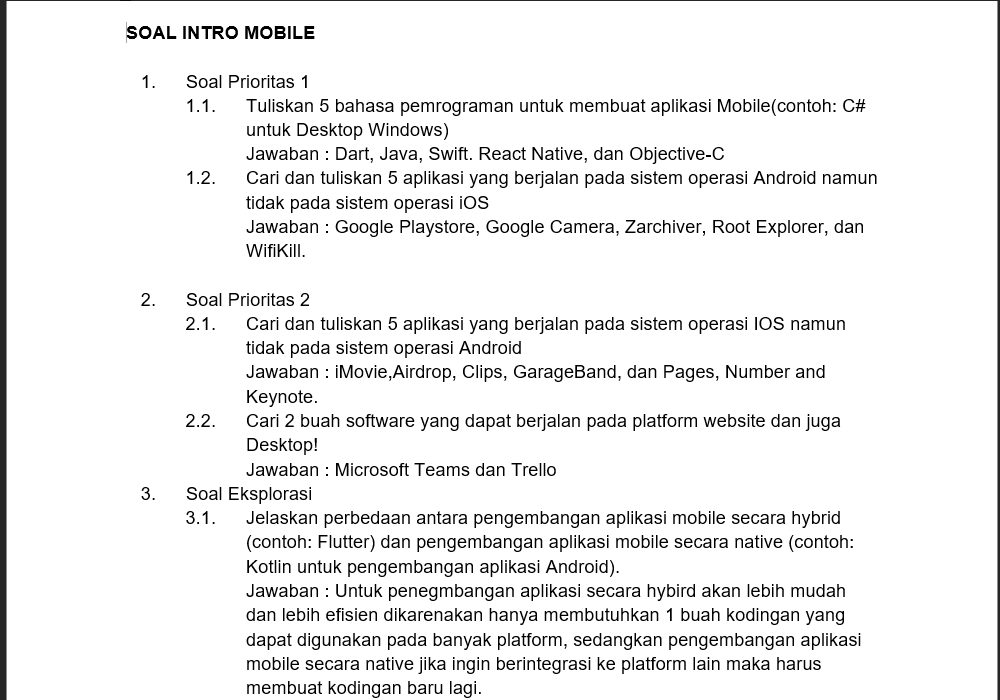 SOAL INTRO MOBILE
1. Soal Prioritas 1
1.1. Tuliskan 5 bahasa pemrograman untuk membuat aplikasi Mobile(contoh: C#
untuk Desktop Windows)
Jawaban : Dart, Java, Swift. React Native, dan Objective-C
1.2. Cari dan tuliskan 5 aplikasi yang berjalan pada sistem operasi Android namun
tidak pada sistem operasi iOS
Jawaban : Google Playstore, Google Camera, Zarchiver, Root Explorer, dan
WifiKill.
2. Soal Prioritas 2
2.1. Cari dan tuliskan 5 aplikasi yang berjalan pada sistem operasi IOS namun
tidak pada sistem operasi Android
Jawaban : iMovie,Airdrop, Clips, GarageBand, dan Pages, Number and
Keynote.
2.2. Cari 2 buah software yang dapat berjalan pada platform website dan juga
Desktop!
Jawaban : Microsoft Teams dan Trello
3. Soal Eksplorasi
3.1. Jelaskan perbedaan antara pengembangan aplikasi mobile secara hybrid
(contoh: Flutter) dan pengembangan aplikasi mobile secara native (contoh:
Kotlin untuk pengembangan aplikasi Android).
Jawaban : Untuk penegmbangan aplikasi secara hybird akan lebih mudah
dan lebih efisien dikarenakan hanya membutuhkan 1 buah kodingan yang
dapat digunakan pada banyak platform, sedangkan pengembangan aplikasi
mobile secara native jika ingin berintegrasi ke platform lain maka harus
membuat kodingan baru lagi.